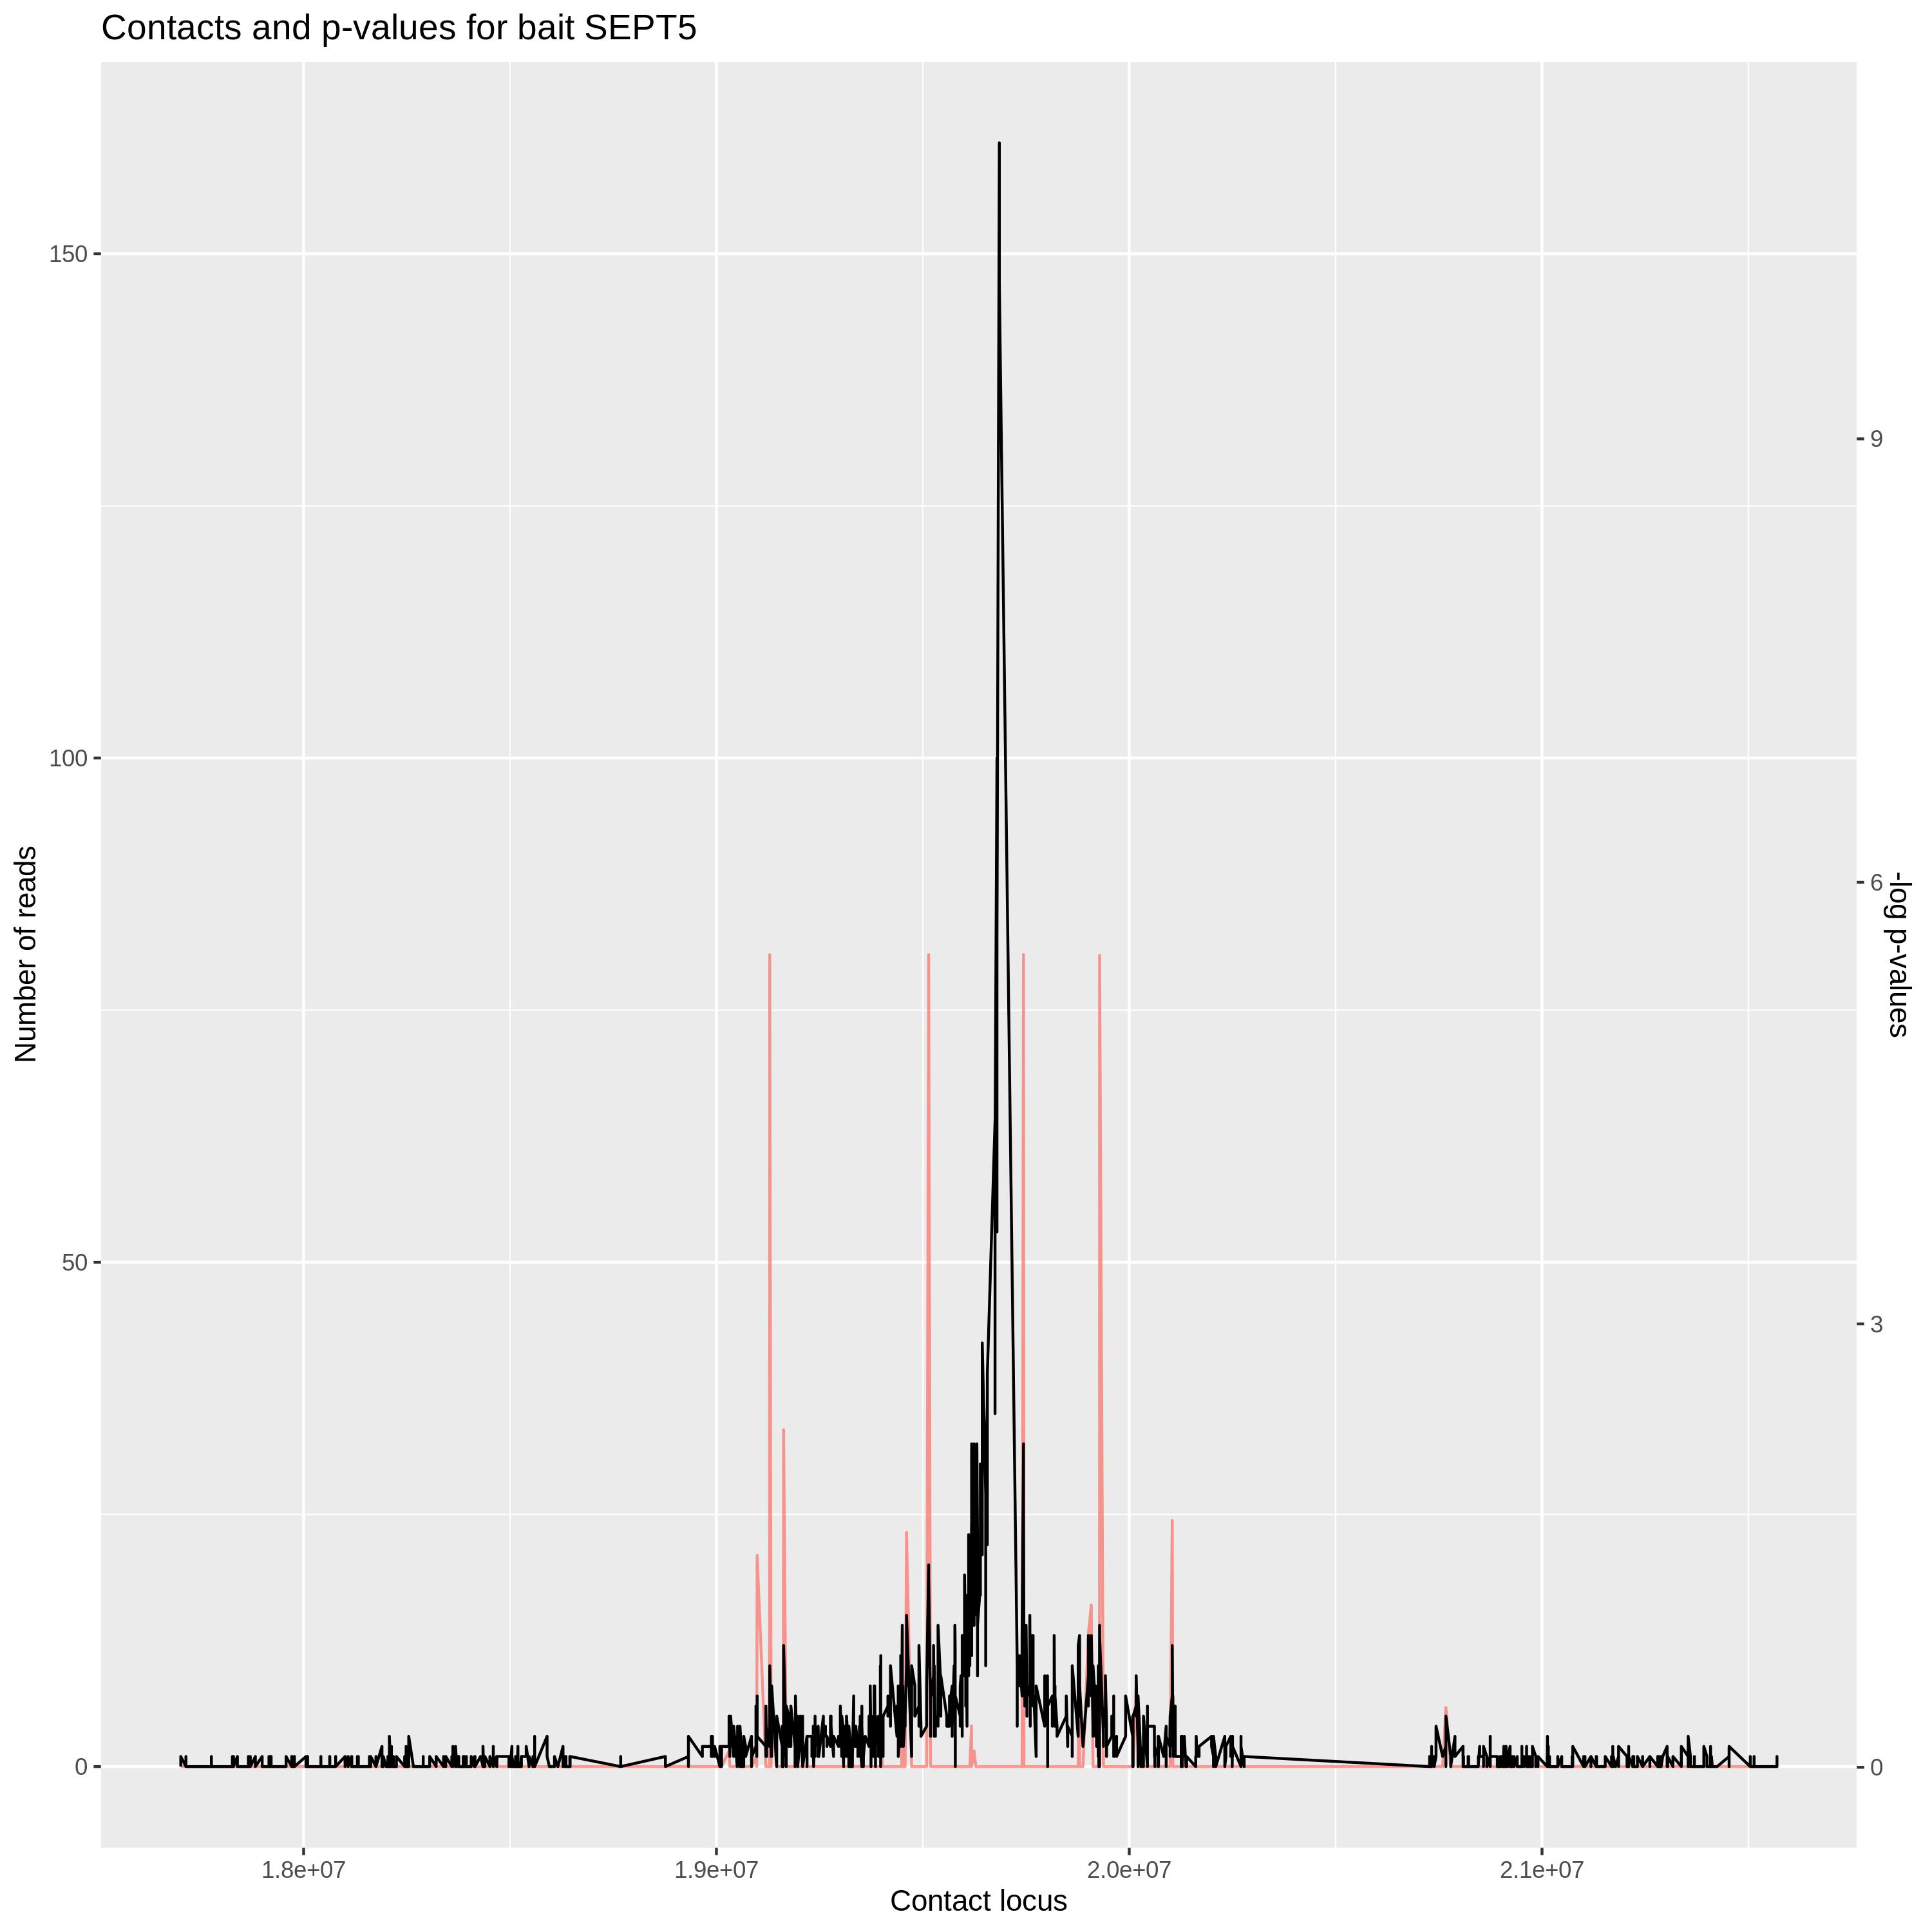 Contacts and p-values for bait SEPT5
150
100
50
0
Number of reads
9
6
3
0
-log p-values
1.8e+07
1.9e+07
2.0e+07
2.1e+07
Contact locus